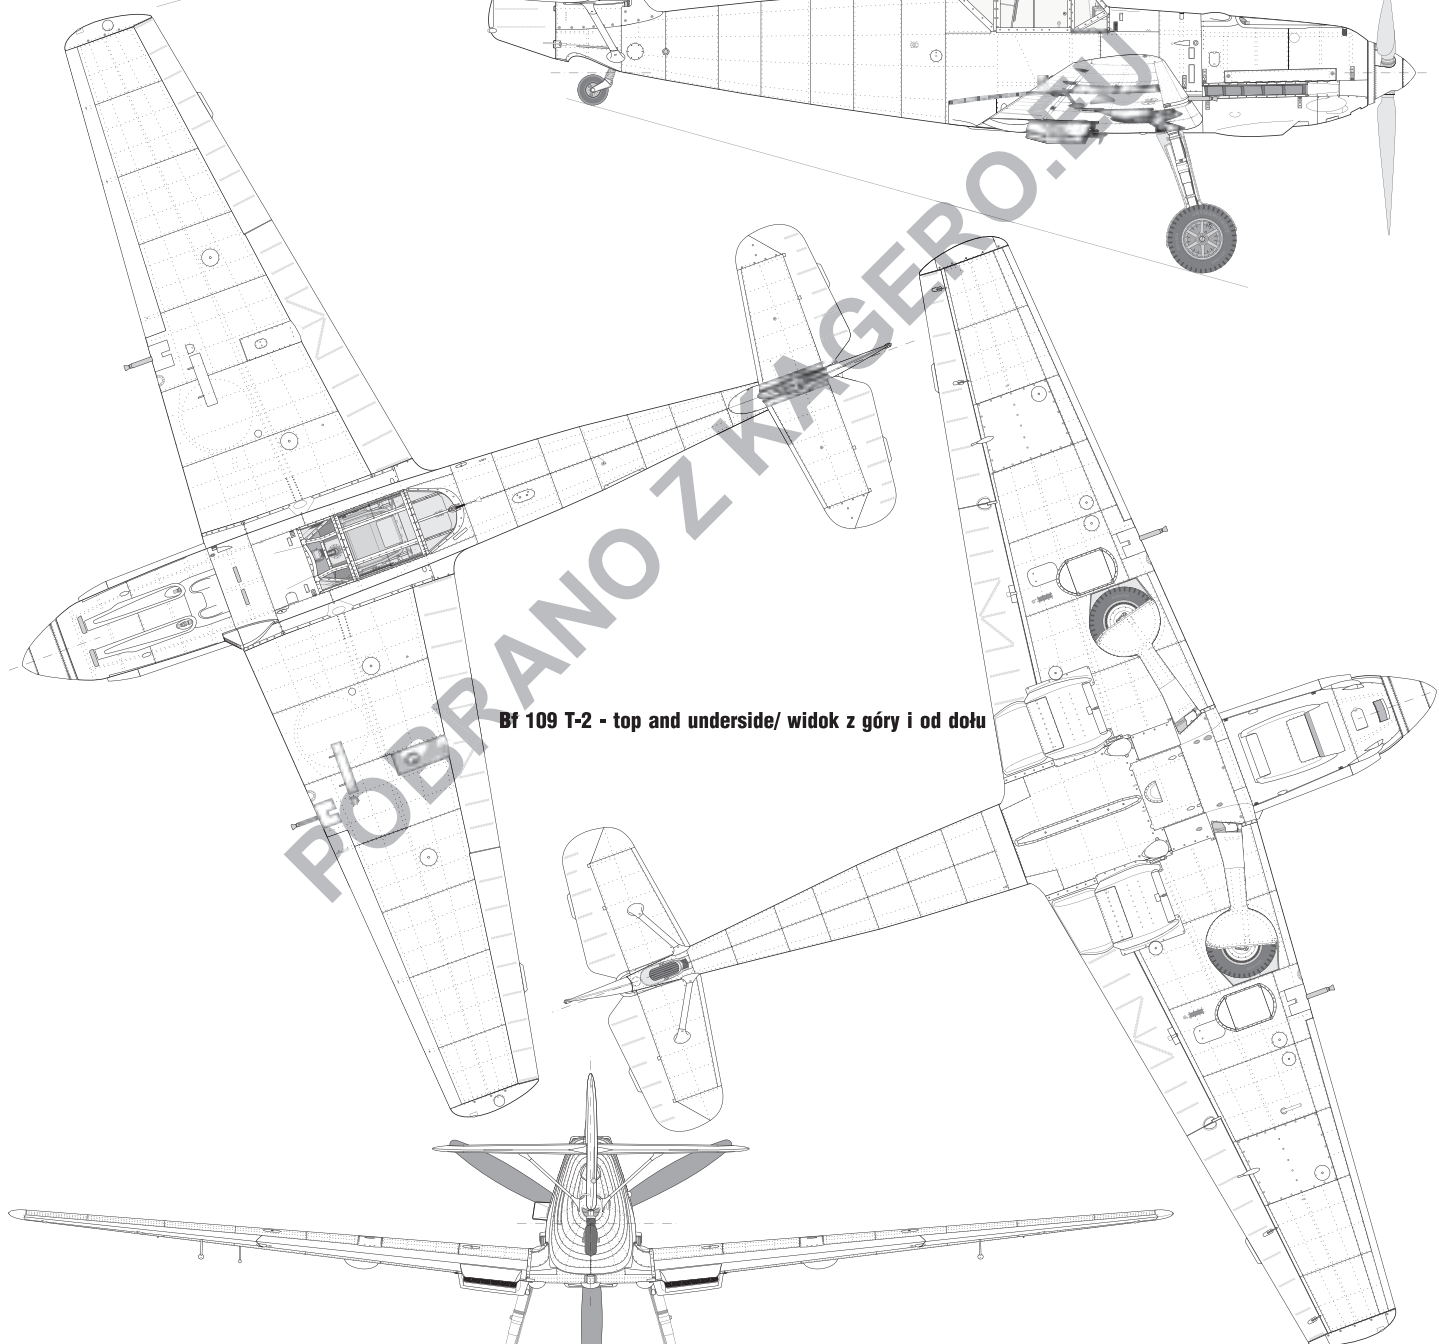 POBRANO Z KAGERO.EU
Bf 109 T-2 - top and underside/ widok z góry i od dołu